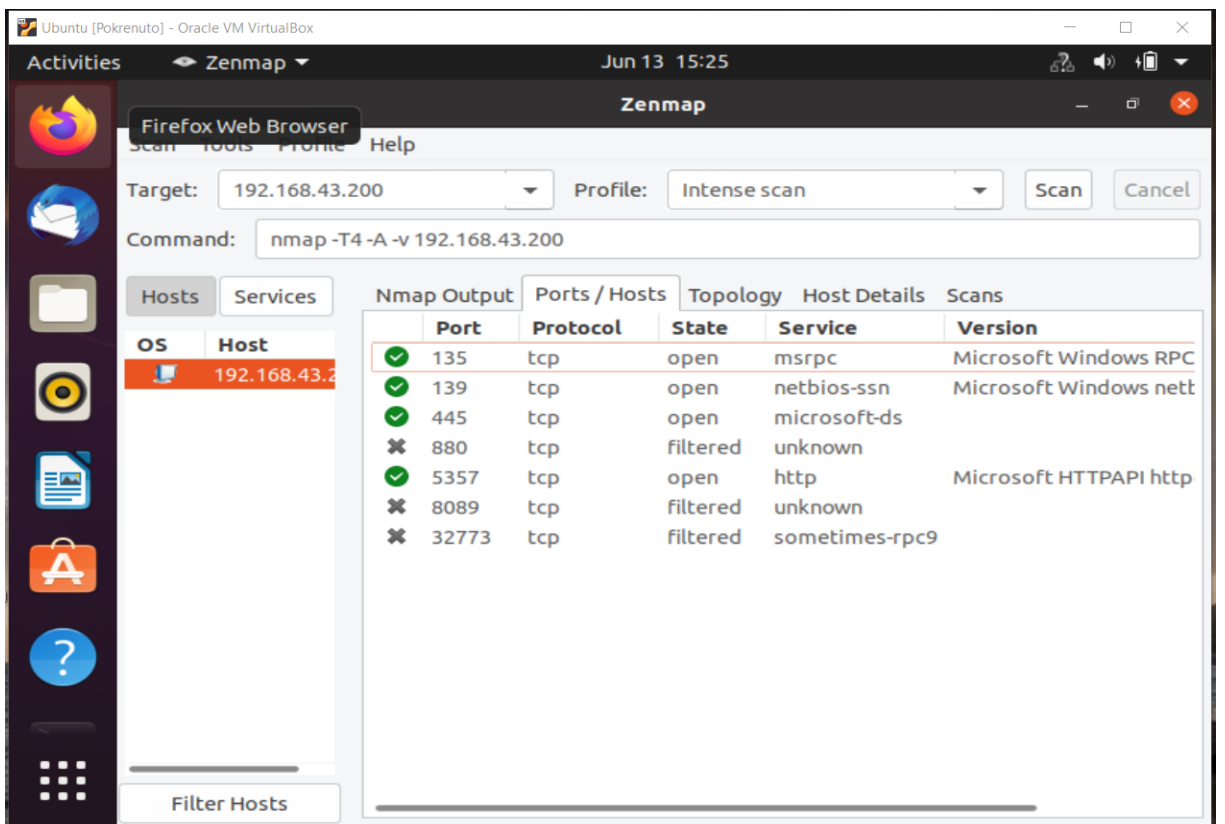 Ubuntu [Pokrenuto] - Oracle VM VirtualBox
Activities Zenmap Jun 13 15:25
Zenmap
Firefox Web Browser
Scan Tools Profile Help
Target: 192.168.43.200 Profile: Intense scan Scan Cancel
Command: nmap -T4 -A -v 192.168.43.200
Hosts Services Nmap Output Ports / Hosts Topology Host Details Scans
OS Host
192.168.43.2
Port Protocol State Service Version
135 tcp open msrpc Microsoft Windows RPC
139 tcp open netbios-ssn Microsoft Windows netb
445 tcp open microsoft-ds
880 tcp filtered unknown
5357 tcp open http Microsoft HTTPAPI http
8089 tcp filtered unknown
32773 tcp filtered sometimes-rpc9
Filter Hosts